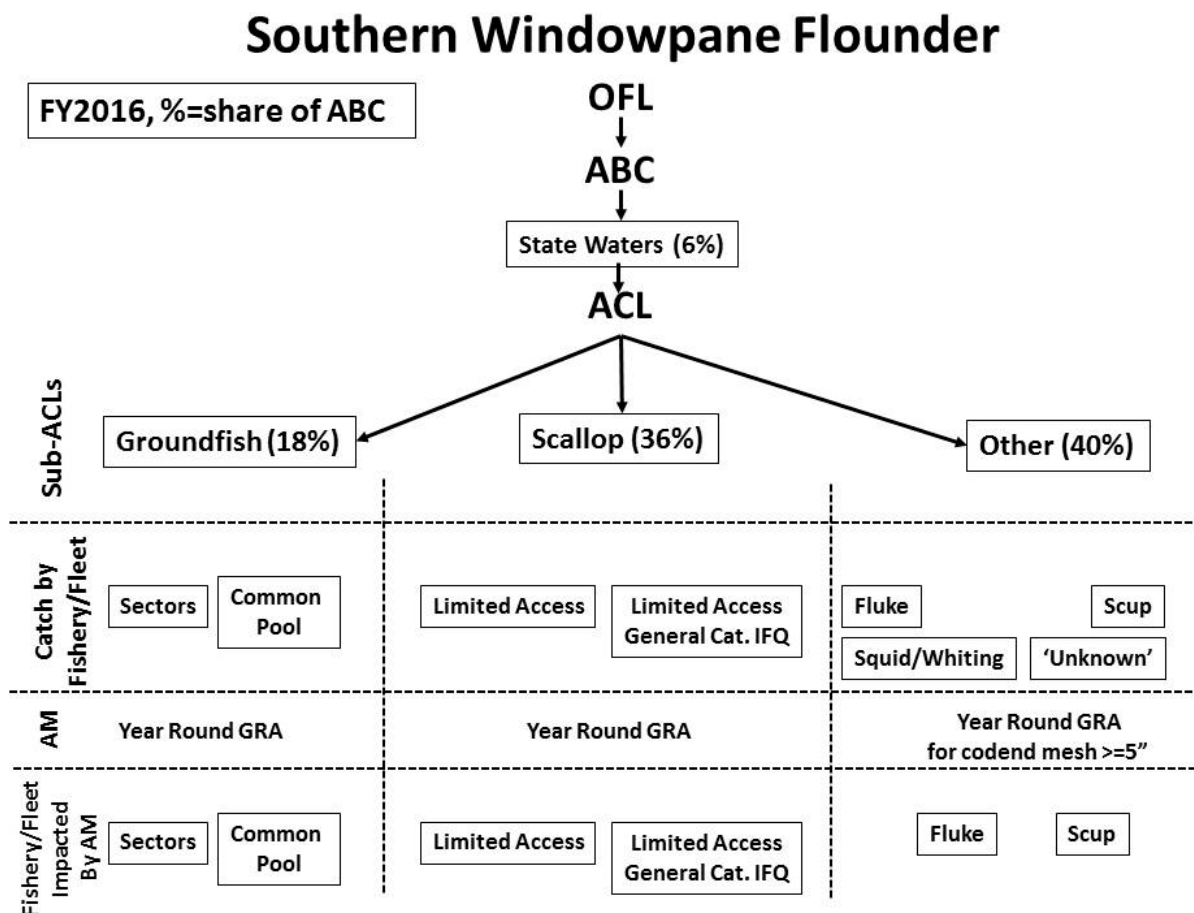 Southern Windowpane Flounder
FY2016, %=share of ABC
OFL
ABC
State Waters (6%)
ACL
Sub-ACLs
Groundfish (18%)
Scallop (36%)
Other (40%)
Catch by
Fishery/Fleet
Sectors
Common
Pool
Limited Access
Limited Access
General Cat. IFQ
Fluke
Scup
Squid/Whiting
‘Unknown’
AM
Year Round GRA
Year Round GRA
Year Round GRA
for codend mesh >=5”
Fishery/Fleet
Impacted
By AM
Sectors
Common
Pool
Limited Access
Limited Access
General Cat. IFQ
Fluke
Scup